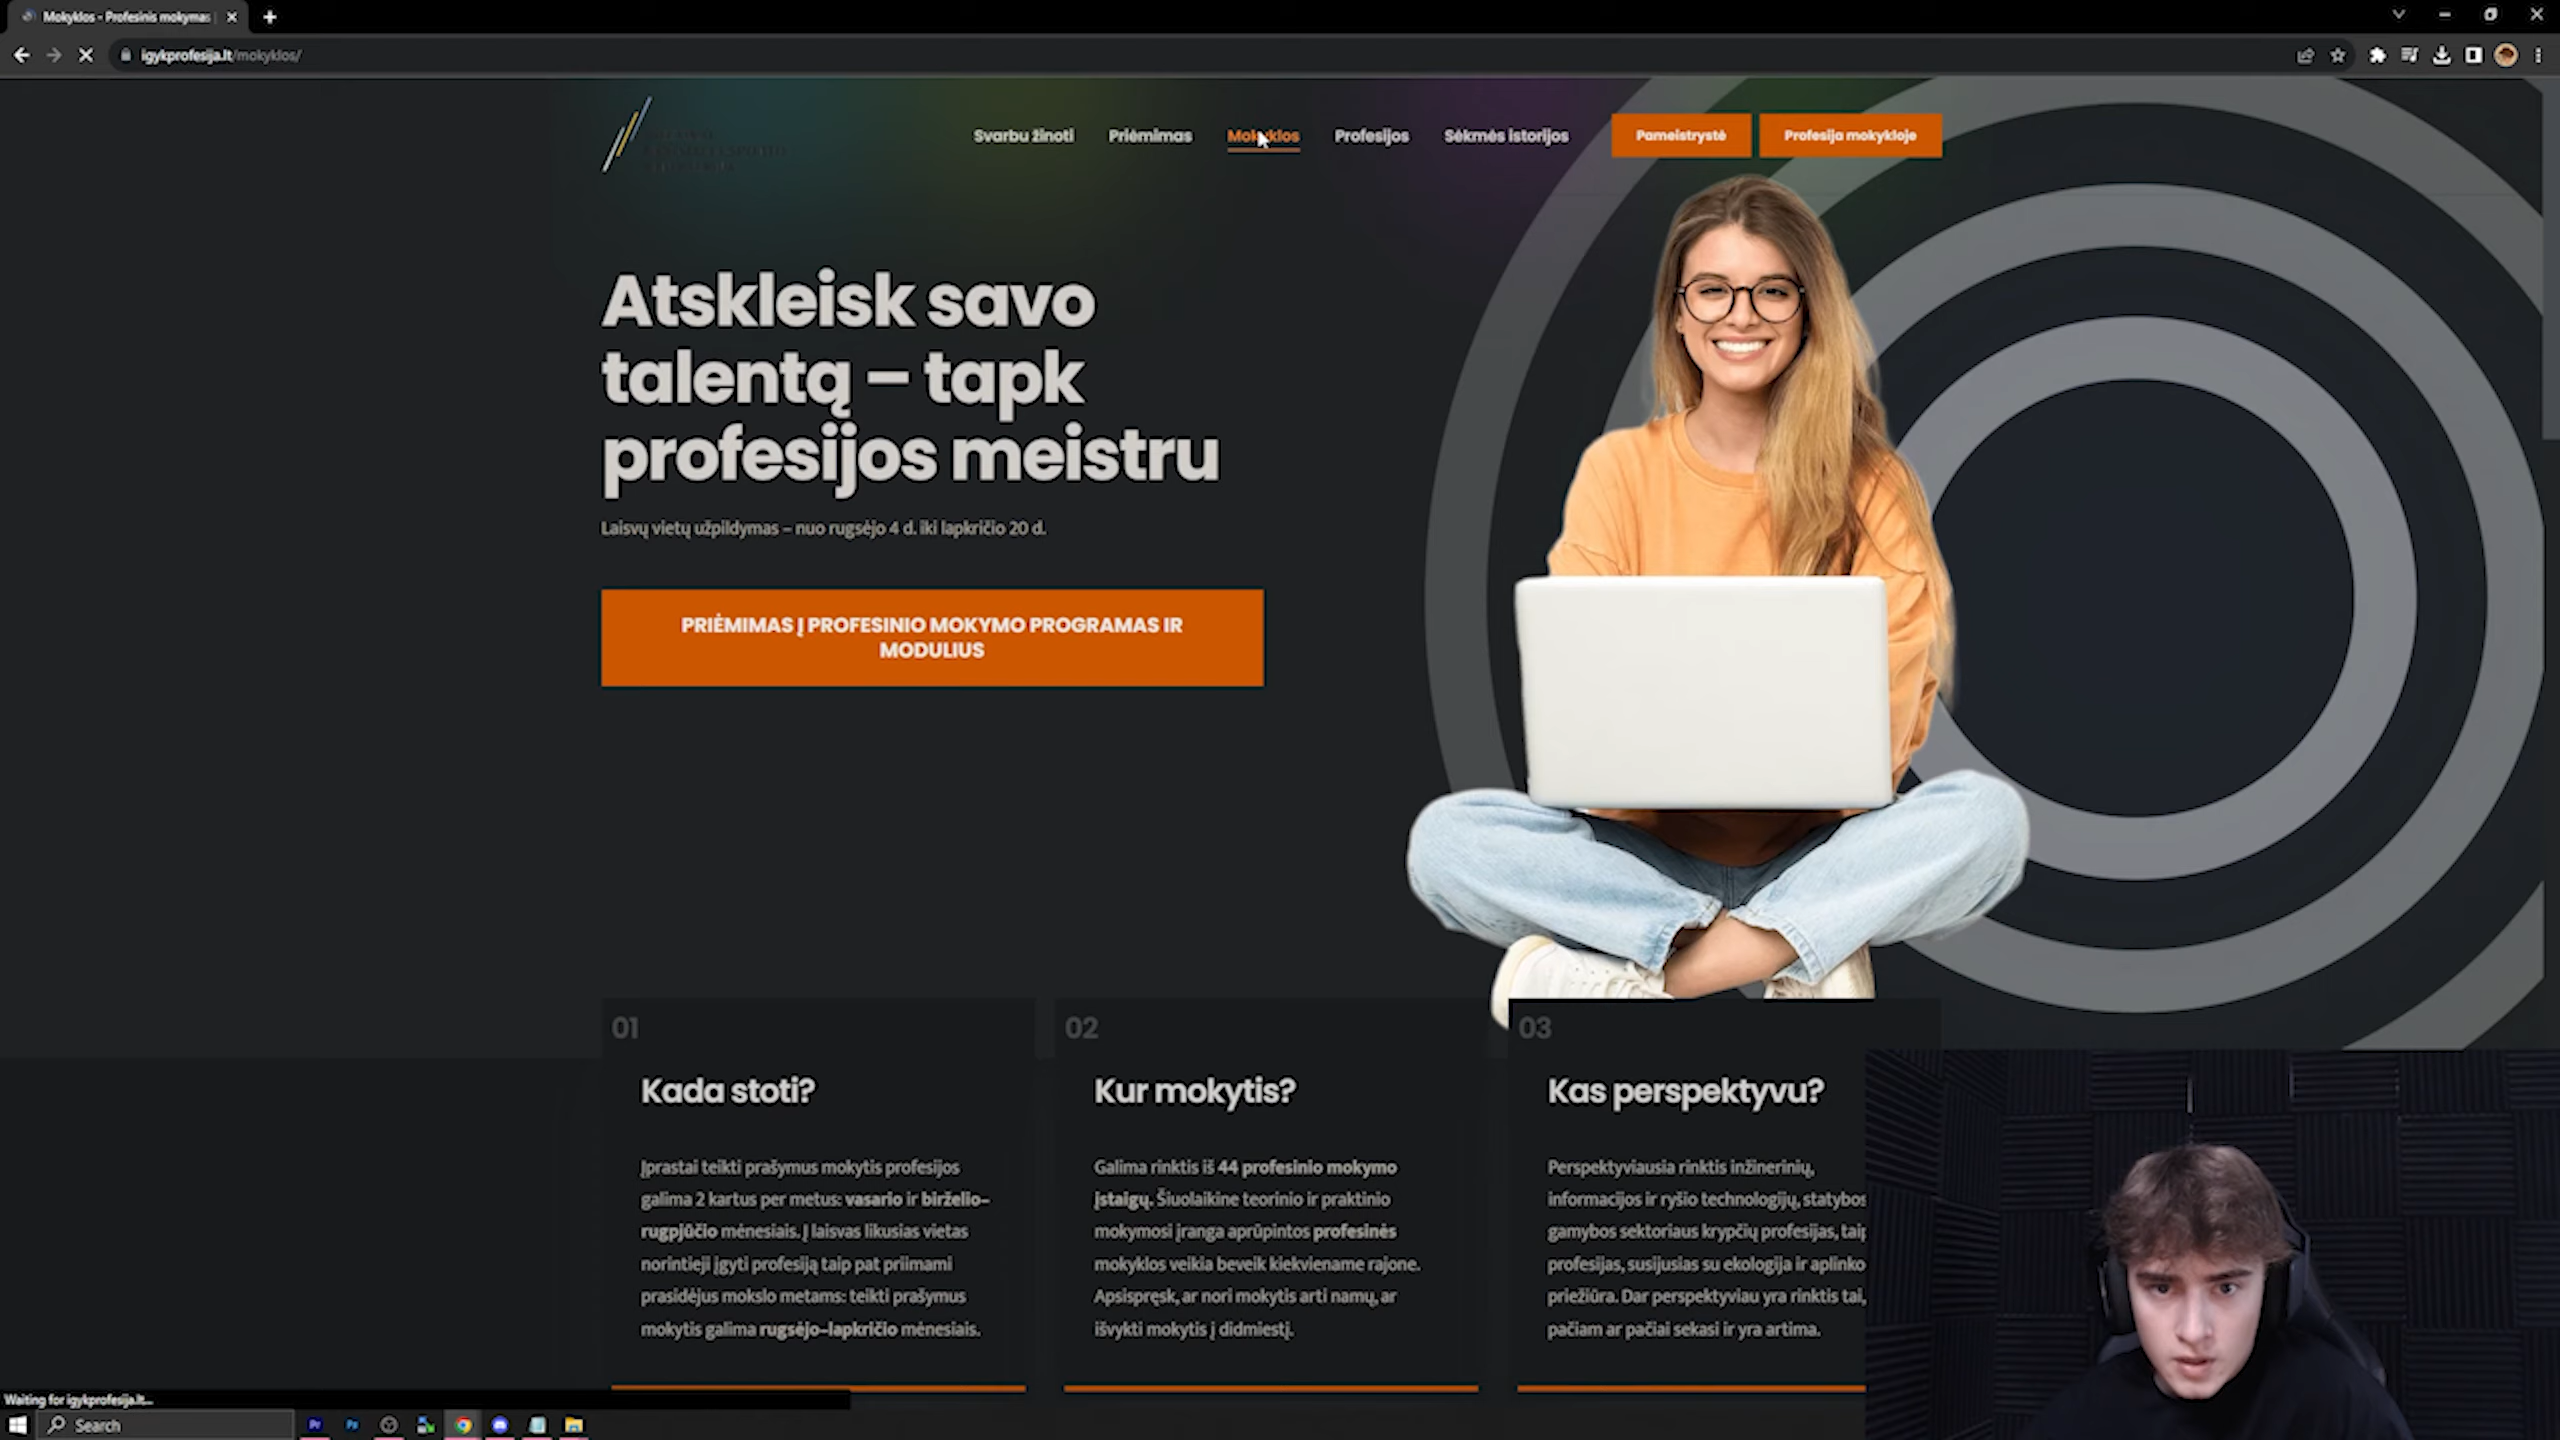 Mokyklos - Profesinis mokymas
igykprofesija.lt/mokyklos/
Svarbu žinoti
Priėmimas
Mokyklos
Profesijos
Sėkmės istorijos
Pameistrystė
Profesija mokykloje
Atskleisk savo
talentą – tapk
profesijos meistru
Laisvų vietų užpildymas – nuo rugsėjo 4 d. iki lapkričio 20 d.
PRIĖMIMAS Į PROFESINIO MOKYMO PROGRAMAS IR
MODULIUS
01
Kada stoti?
Įprastai teikti prašymus mokytis profesijos
galima 2 kartus per metus: vasario ir birželio–
rugpjūčio mėnesiais. Į laisvas likusias vietas
norintieji įgyti profesiją taip pat priimami
prasidėjus mokslo metams: teikti prašymus
mokytis galima rugsėjo–lapkričio mėnesiais.
02
Kur mokytis?
Galima rinktis iš 44 profesinio mokymo
įstaigų. Šiuolaikine teorinio ir praktinio
mokymosi įranga aprūpintos profesinės
mokyklos veikia beveik kiekviename rajone.
Apsispręsk, ar nori mokytis arti namų, ar
išvykti mokytis į didmiestį.
03
Kas perspektyvu?
Perspektyviausia rinktis inžinerinių,
informacijos ir ryšio technologijų, statybos
gamybos sektoriaus krypčių profesijas, taip
profesijas, susijusias su ekologija ir aplinko
priežiūra. Dar perspektyviau yra rinktis tai,
pačiam ar pačiai sekasi ir yra artima.
Waiting for igykprofesija.lt...
Search
Pr
Ps